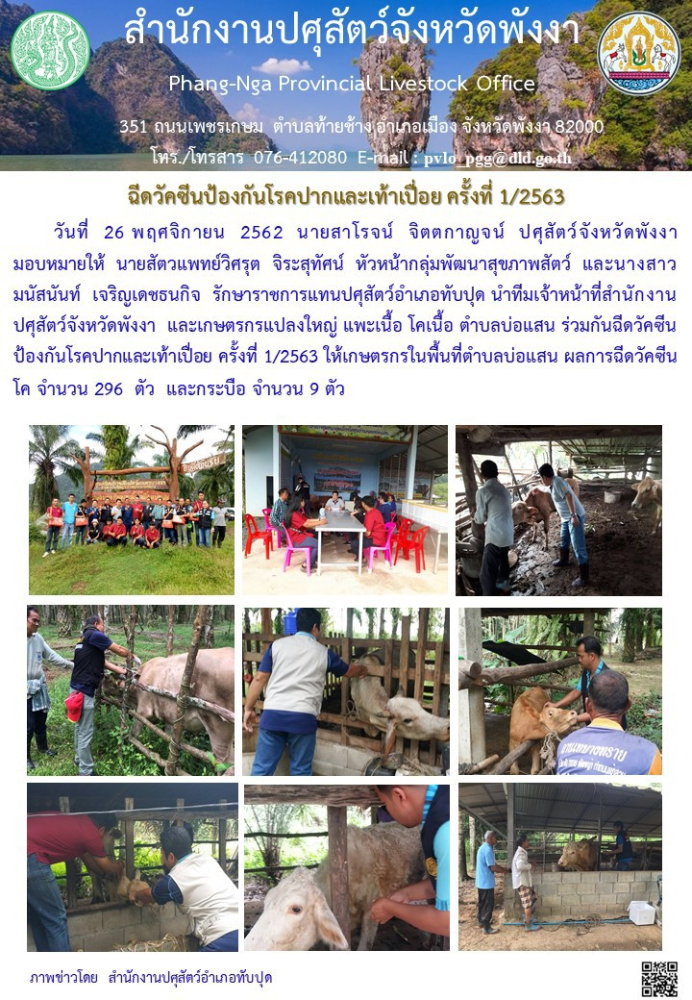 สำนักงานปศุสัตว์จังหวัดพังงา
Phang-Nga Provincial Livestock Office
351 ถนนเพชรเกษม ตำบลท้ายช้าง อำเภอเมือง จังหวัดพังงา 82000
โทร./โทรสาร 076-412080 E-mail : pvlo_pgg@dld.go.th
ฉีดวัคซีนป้องกันโรคปากและเท้าเปื่อย ครั้งที่ 1/2563
วันที่ 26 พฤศจิกายน 2562 นายสาโรจน์ จิตตกาญจน์ ปศุสัตว์จังหวัดพังงา
มอบหมายให้ นายสัตวแพทย์วิศรุต จิระสุทัศน์ หัวหน้ากลุ่มพัฒนาสุขภาพสัตว์ และนางสาว
มนัสนันท์ เจริญเดชธนกิจ รักษาราชการแทนปศุสัตว์อำเภอทับปุด นำทีมเจ้าหน้าที่สำนักงาน
ปศุสัตว์จังหวัดพังงา และเกษตรกรแปลงใหญ่ แพะเนื้อ โคเนื้อ ตำบลบ่อแสน ร่วมกันฉีดวัคซีน
ป้องกันโรคปากและเท้าเปื่อย ครั้งที่ 1/2563 ให้เกษตรกรในพื้นที่ตำบลบ่อแสน ผลการฉีดวัคซีน
โค จำนวน 296 ตัว และกระบือ จำนวน 9 ตัว
ภาพข่าวโดย สำนักงานปศุสัตว์อำเภอทับปุด